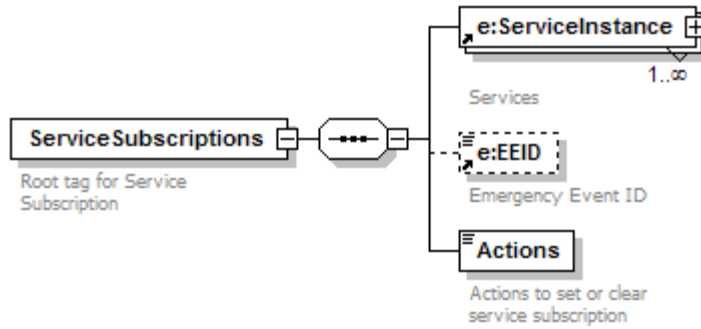 e:ServiceInstance
1..∞
Services
ServiceSubscriptions
Root tag for Service
Subscription
e:EEID
Emergency Event ID
Actions
Actions to set or clear
service subscription